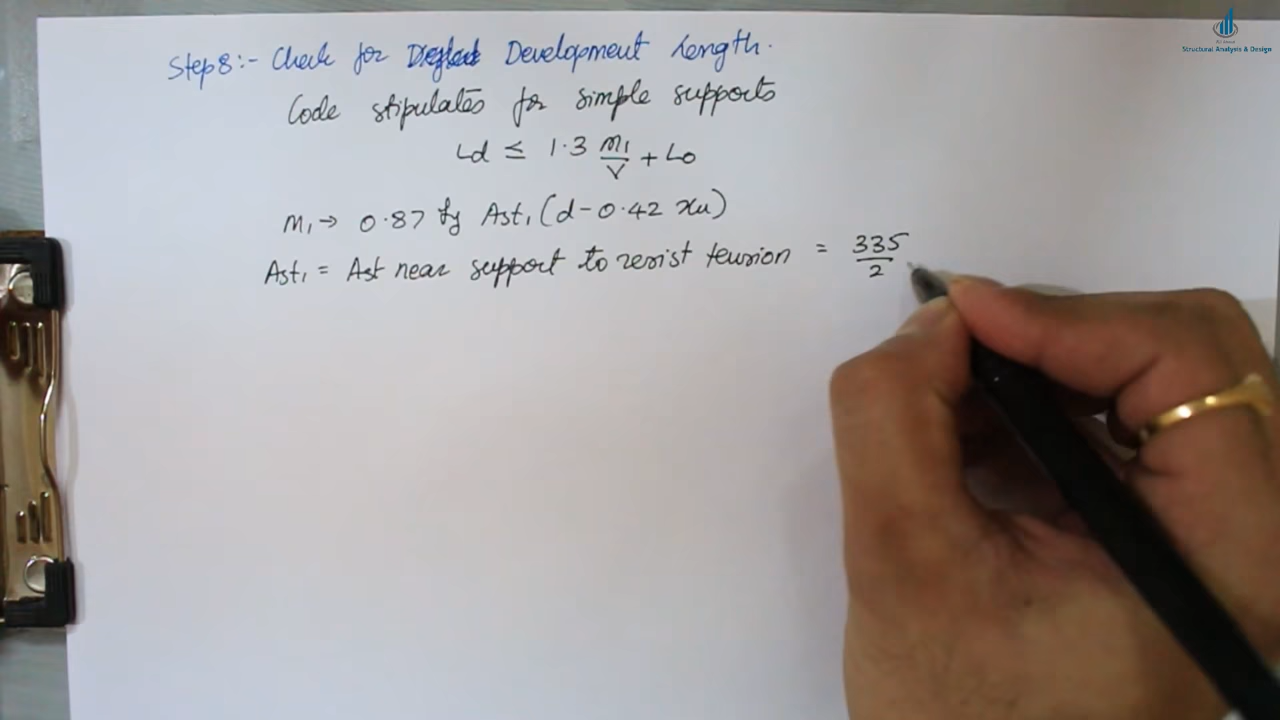 Structural Analysis & Design
Step 8:- Check for Development Length.
Code stipulates for simple supports
Ld ≤ 1.3 M1/V + Lo
M1 → 0.87 fy Ast1 (d - 0.42 xu)
Ast1 = Ast near support to resist tension = 335/2